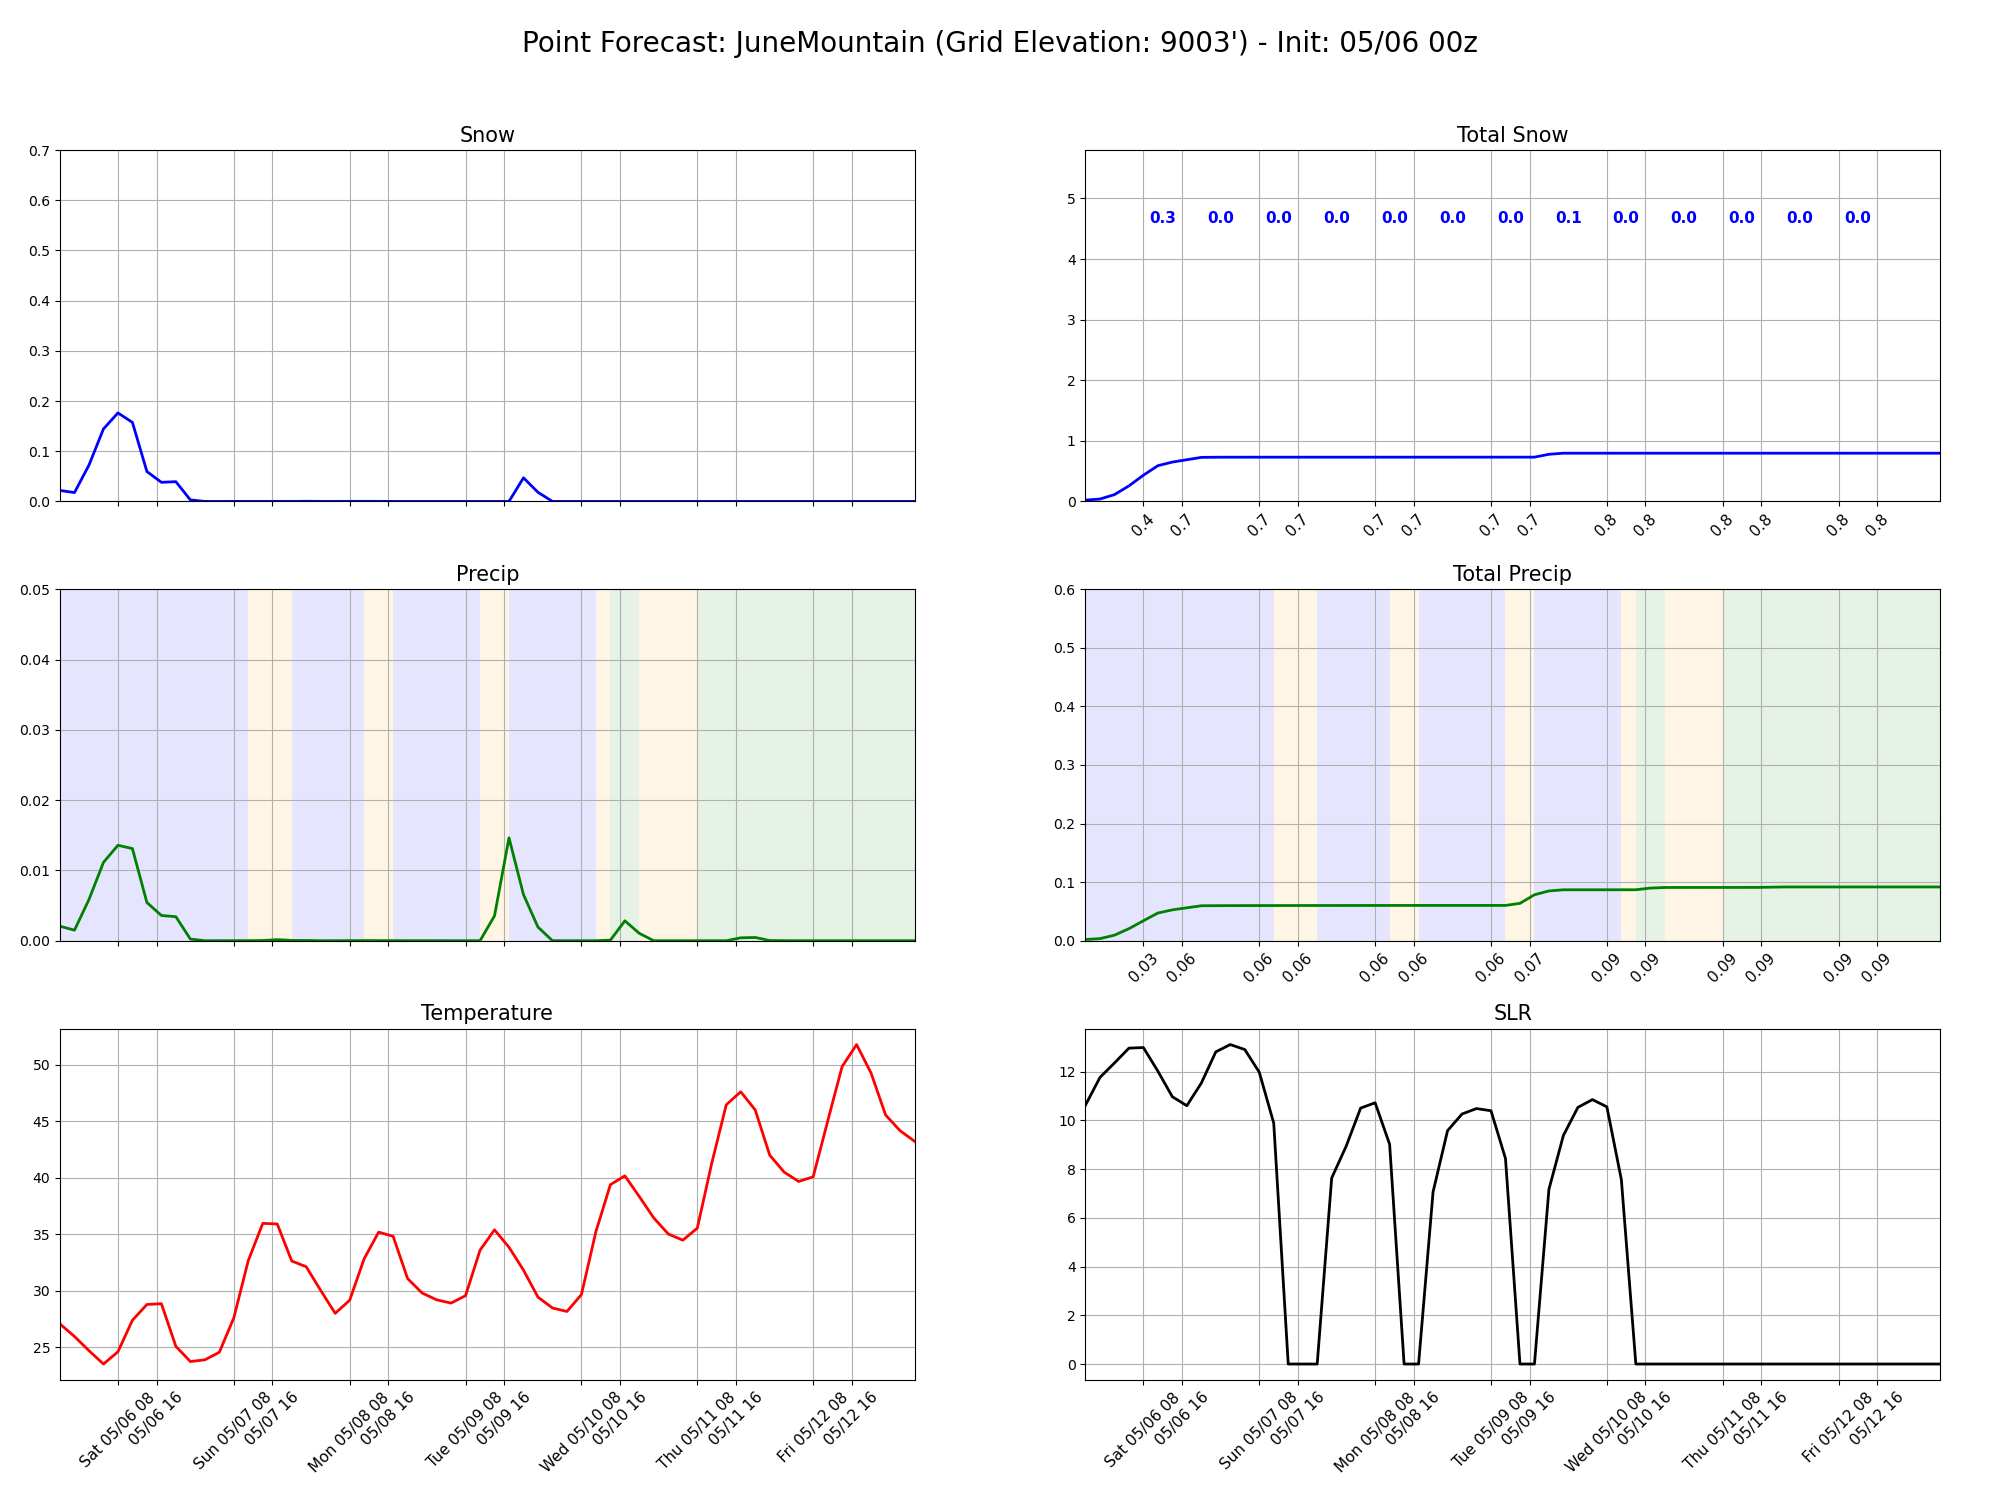 Point Forecast: JuneMountain (Grid Elevation: 9003') - Init: 05/06 00z
Snow
0.7
0.6
0.5
0.4
0.3
0.2
0.1
0.0
Total Snow
5
4
3
2
1
0
0.3 0.0 0.0 0.0 0.0 0.0 0.0 0.1 0.0 0.0 0.0 0.0 0.0
0.4 0.7 0.7 0.7 0.7 0.7 0.7 0.7 0.8 0.8 0.8 0.8 0.8 0.8
Precip
0.05
0.04
0.03
0.02
0.01
0.00
Total Precip
0.6
0.5
0.4
0.3
0.2
0.1
0.0
0.03 0.06 0.06 0.06 0.06 0.06 0.06 0.07 0.09 0.09 0.09 0.09 0.09 0.09
Temperature
50
45
40
35
30
25
Sat 05/06 08
05/06 16
Sun 05/07 08
05/07 16
Mon 05/08 08
05/08 16
Tue 05/09 08
05/09 16
Wed 05/10 08
05/10 16
Thu 05/11 08
05/11 16
Fri 05/12 08
05/12 16
SLR
12
10
8
6
4
2
0
Sat 05/06 08
05/06 16
Sun 05/07 08
05/07 16
Mon 05/08 08
05/08 16
Tue 05/09 08
05/09 16
Wed 05/10 08
05/10 16
Thu 05/11 08
05/11 16
Fri 05/12 08
05/12 16